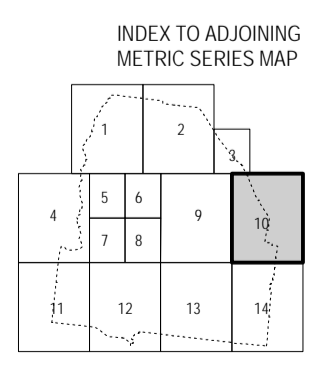 INDEX TO ADJOINING
METRIC SERIES MAP
1 2
3
4 5 6 9 10
7 8
11 12 13 14